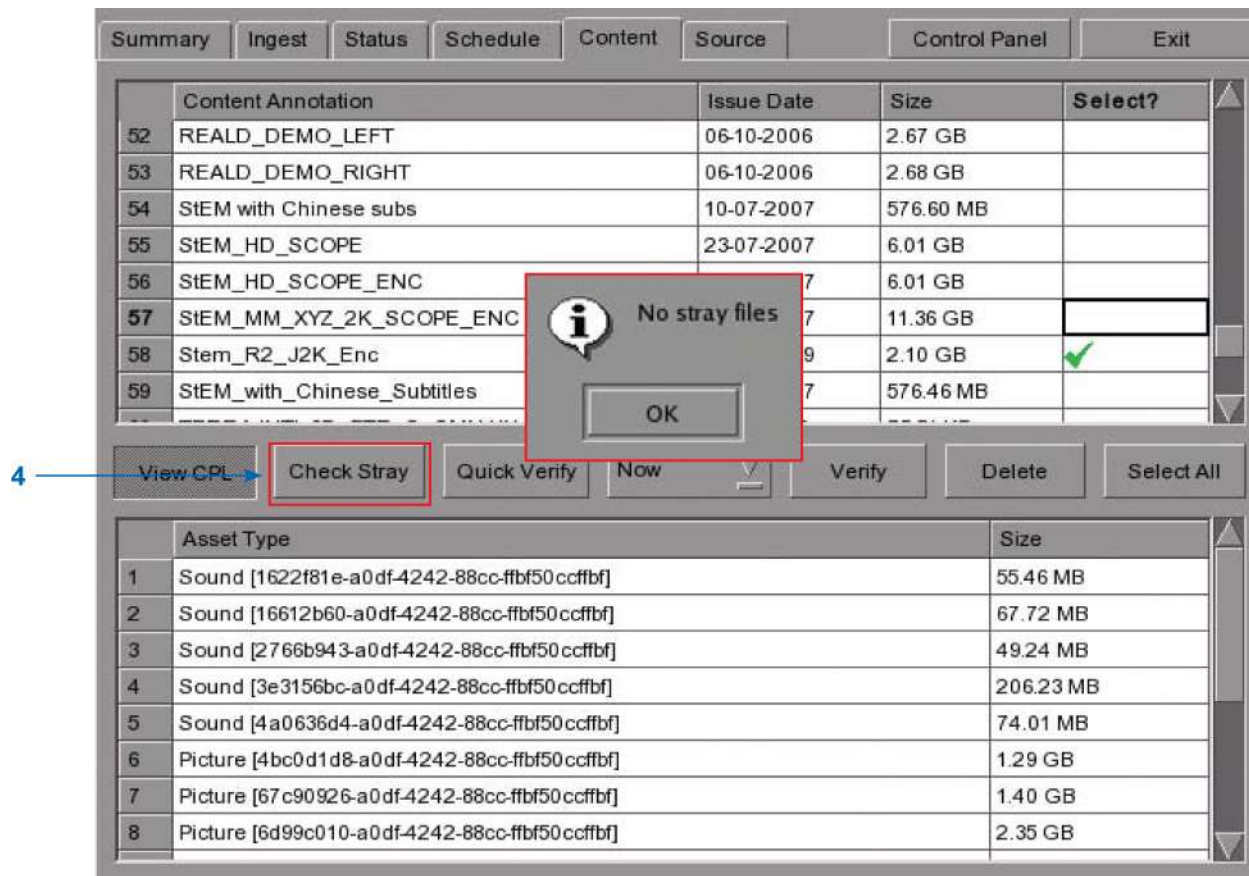 Summary Ingest Status Schedule Content Source Control Panel Exit
Content Annotation Issue Date Size Select?
52 REALD_DEMO_LEFT 06-10-2006 2.67 GB
53 REALD_DEMO_RIGHT 06-10-2006 2.68 GB
54 StEM with Chinese subs 10-07-2007 576.60 MB
55 StEM_HD_SCOPE 23-07-2007 6.01 GB
56 StEM_HD_SCOPE_ENC 7 6.01 GB
57 StEM_MM_XYZ_2K_SCOPE_ENC 7 11.36 GB
58 Stem_R2_J2K_Enc 9 2.10 GB
59 StEM_with_Chinese_Subtitles 7 576.46 MB
No stray files
OK
4
View CPL Check Stray Quick Verify Now Verify Delete Select All
Asset Type Size
1 Sound [1622f81e-a0df-4242-88cc-ffbf50ccffbf] 55.46 MB
2 Sound [16612b60-a0df-4242-88cc-ffbf50ccffbf] 67.72 MB
3 Sound [2766b943-a0df-4242-88cc-ffbf50ccffbf] 49.24 MB
4 Sound [3e3156bc-a0df-4242-88cc-ffbf50ccffbf] 206.23 MB
5 Sound [4a0636d4-a0df-4242-88cc-ffbf50ccffbf] 74.01 MB
6 Picture [4bc0d1d8-a0df-4242-88cc-ffbf50ccffbf] 1.29 GB
7 Picture [67c90926-a0df-4242-88cc-ffbf50ccffbf] 1.40 GB
8 Picture [6d99c010-a0df-4242-88cc-ffbf50ccffbf] 2.35 GB